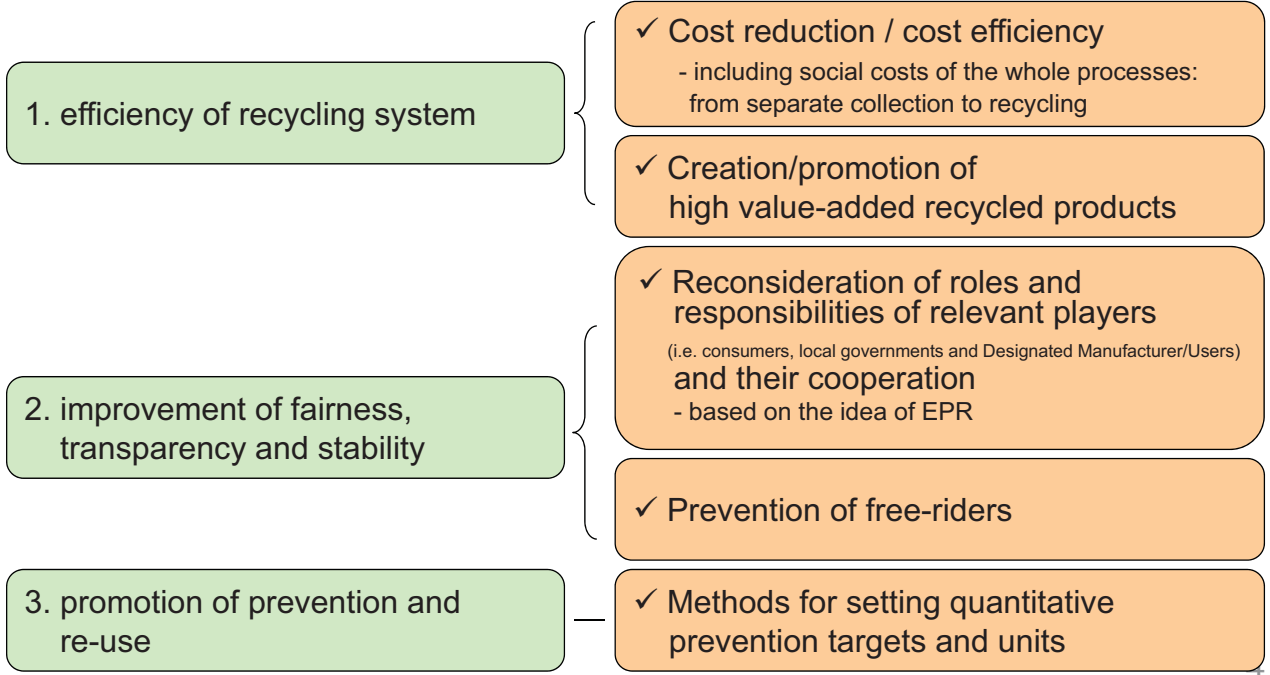 1. efficiency of recycling system
✓ Cost reduction / cost efficiency
- including social costs of the whole processes:
from separate collection to recycling
✓ Creation/promotion of
high value-added recycled products
2. improvement of fairness,
transparency and stability
✓ Reconsideration of roles and
responsibilities of relevant players
(i.e. consumers, local governments and Designated Manufacturer/Users)
and their cooperation
- based on the idea of EPR
✓ Prevention of free-riders
3. promotion of prevention and
re-use
✓ Methods for setting quantitative
prevention targets and units